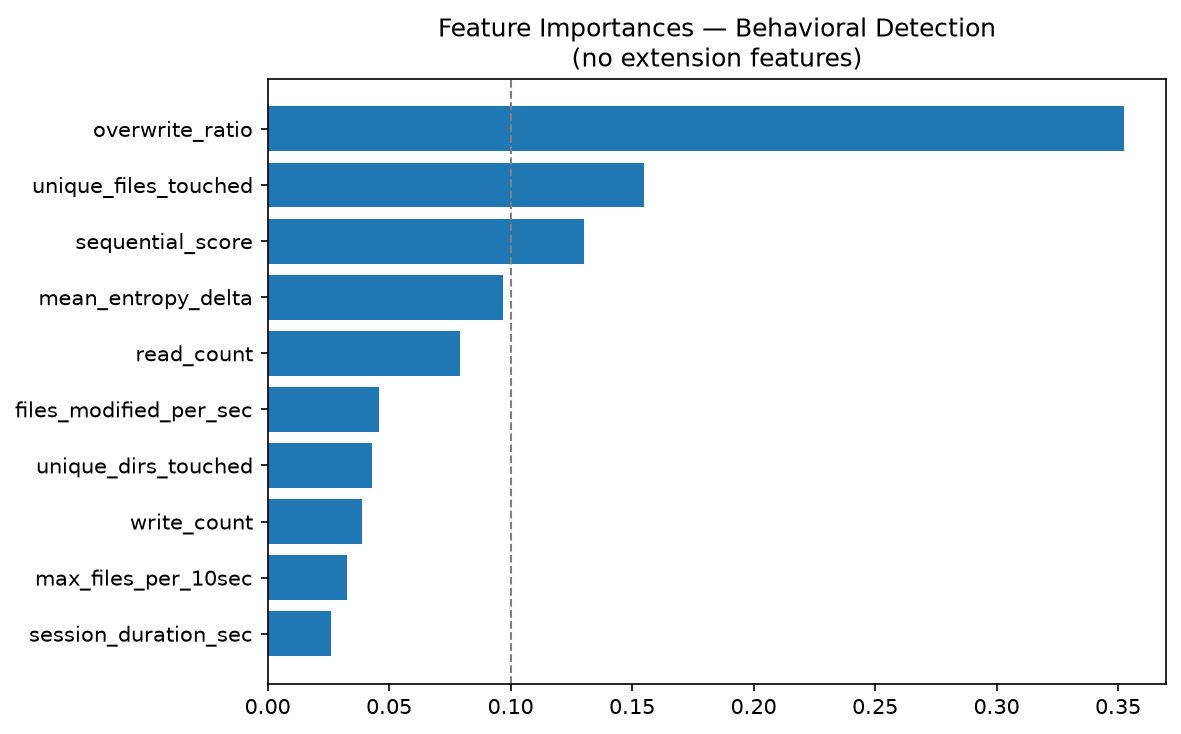 Feature Importances — Behavioral Detection
(no extension features)
overwrite_ratio
unique_files_touched
sequential_score
mean_entropy_delta
read_count
files_modified_per_sec
unique_dirs_touched
write_count
max_files_per_10sec
session_duration_sec
0.00 0.05 0.10 0.15 0.20 0.25 0.30 0.35